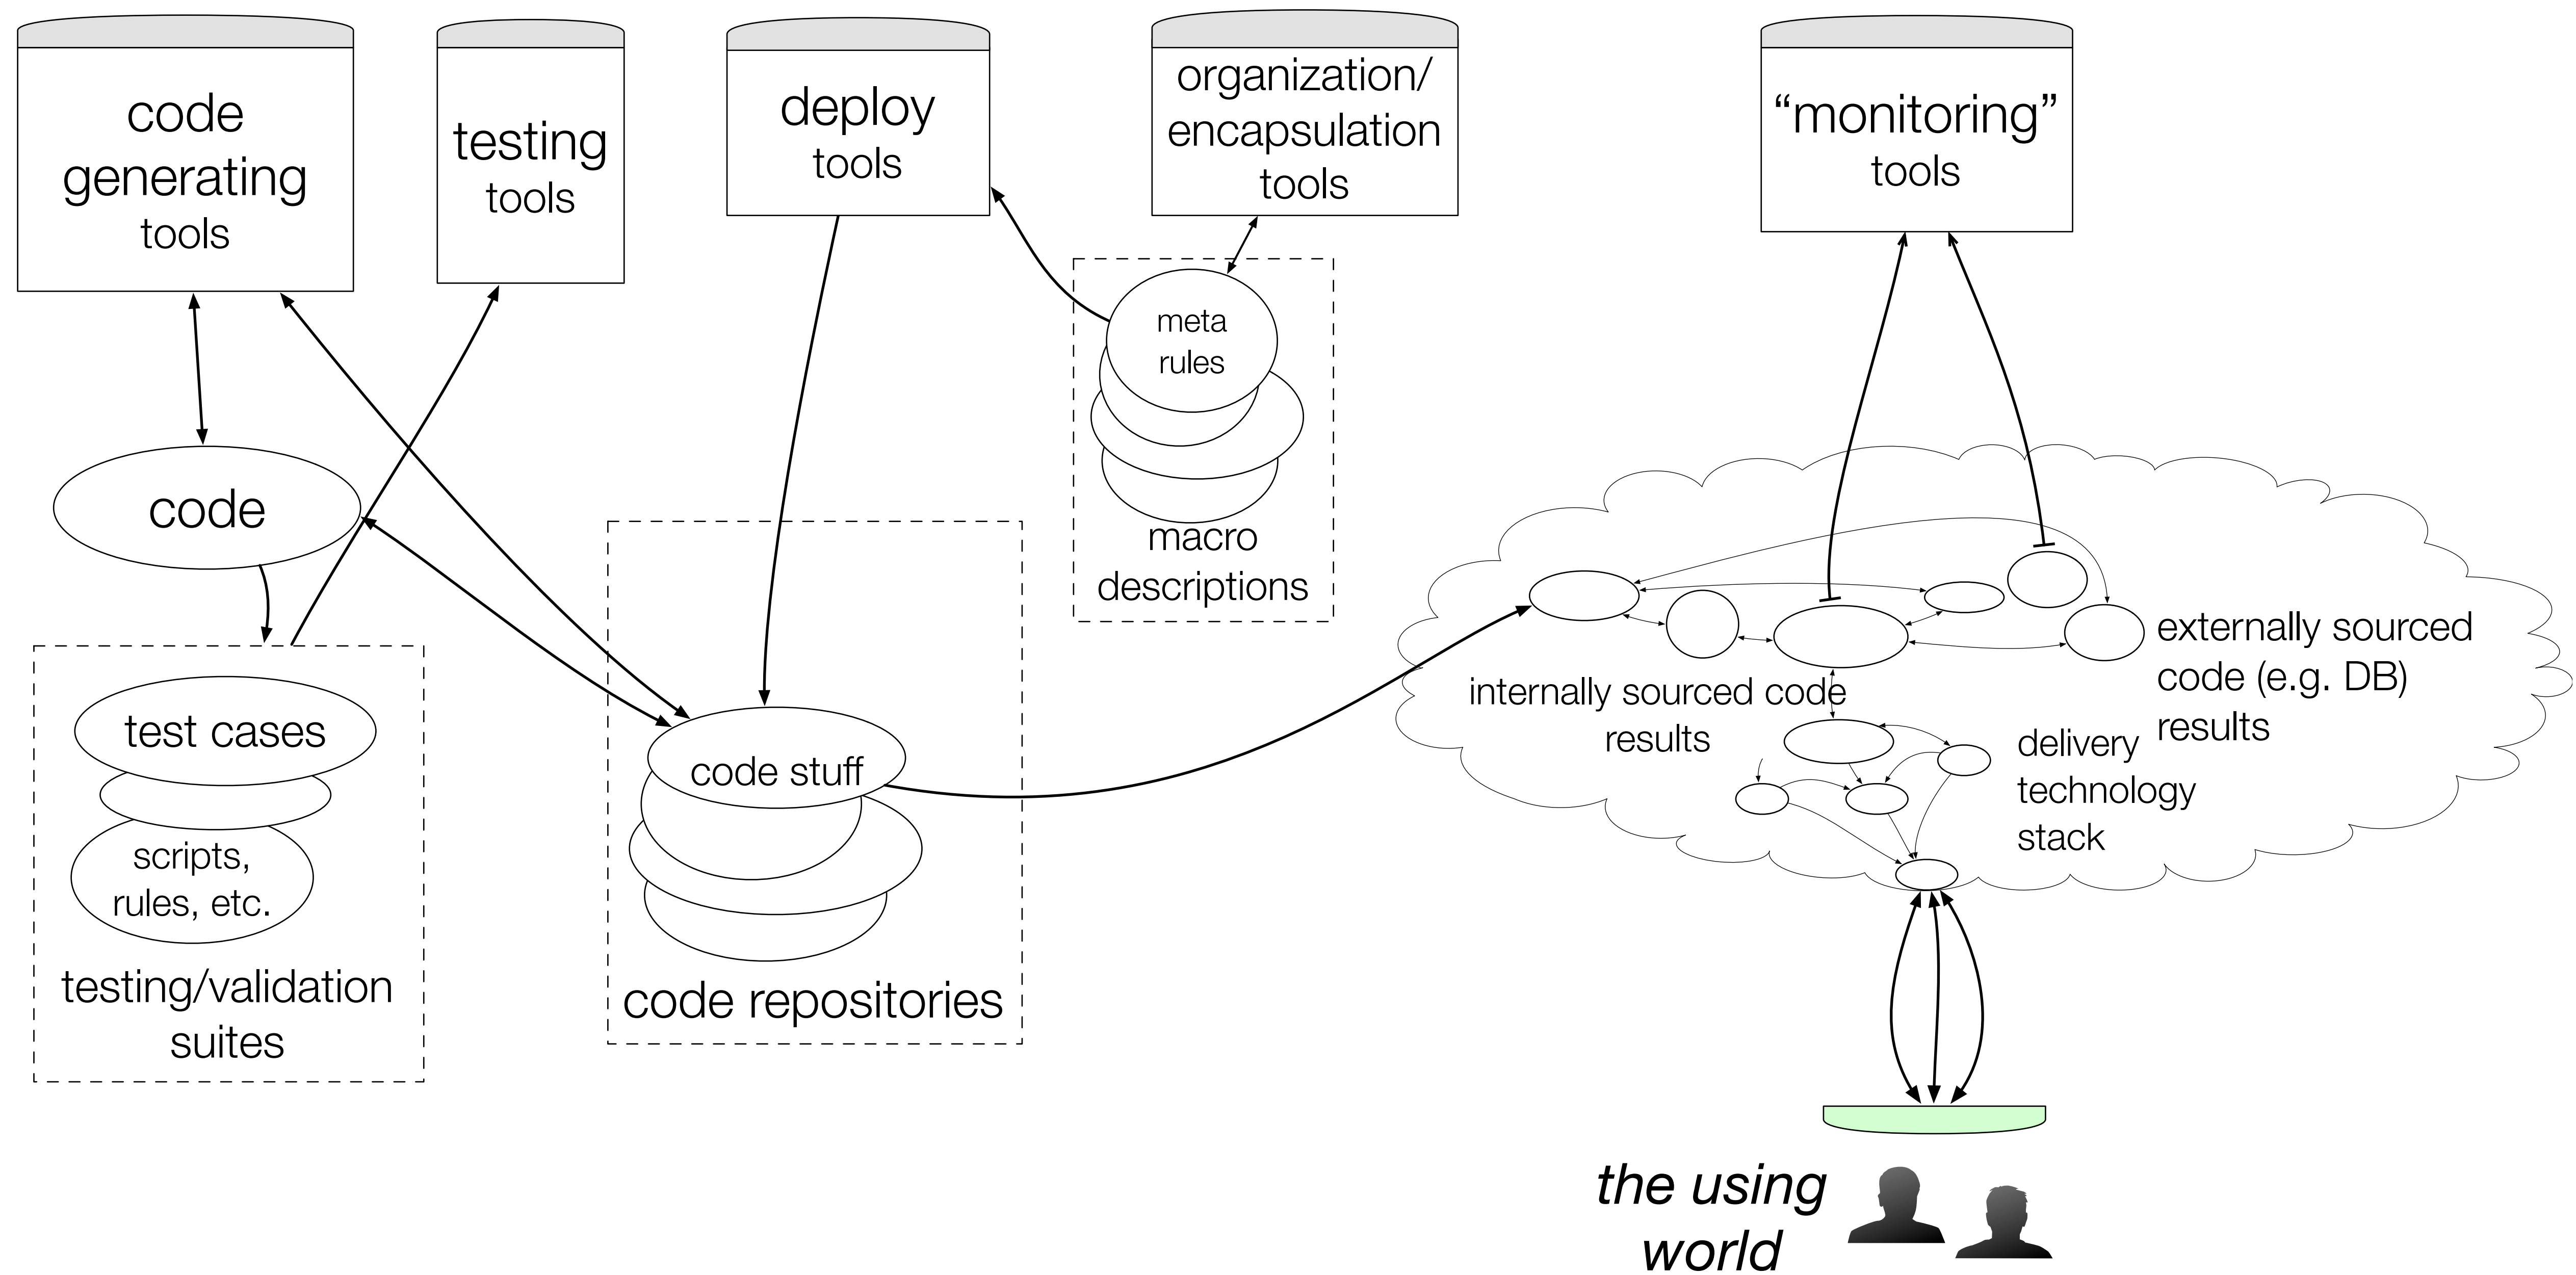 code
generating
tools
testing
tools
deploy
tools
organization/
encapsulation
tools
“monitoring”
tools
meta
rules
macro
descriptions
code
test cases
scripts,
rules, etc.
testing/validation
suites
code stuff
code repositories
internally sourced code
results
externally sourced
code (e.g. DB)
results
delivery
technology
stack
the using
world